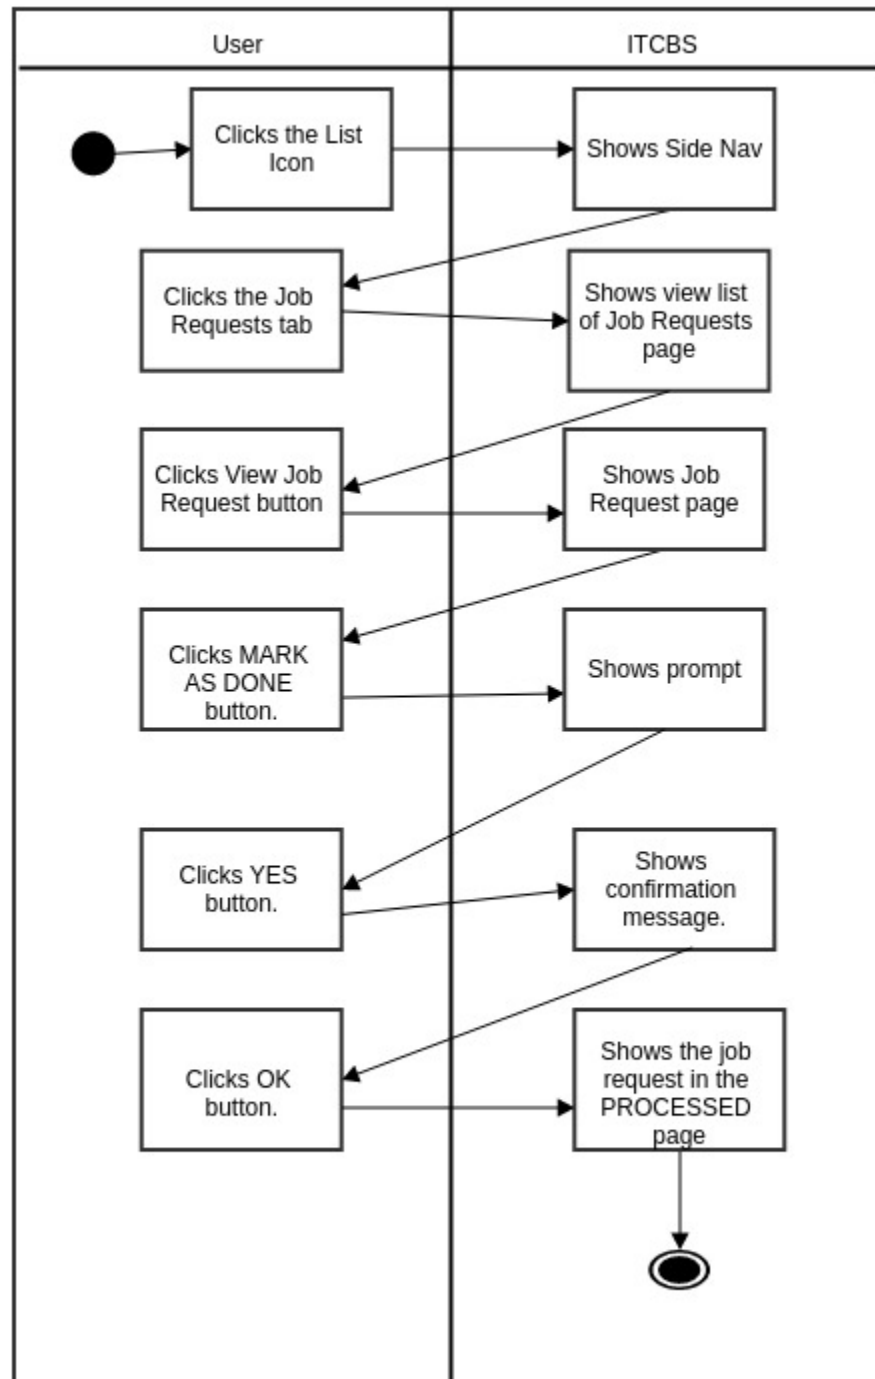 User
ITCBS
Clicks the List
Icon
Shows Side Nav
Clicks the Job
Requests tab
Shows view list
of Job Requests
page
Clicks View Job
Request button
Shows Job
Request page
Clicks MARK
AS DONE
button.
Shows prompt
Clicks YES
button.
Shows
confirmation
message.
Clicks OK
button.
Shows the job
request in the
PROCESSED
page